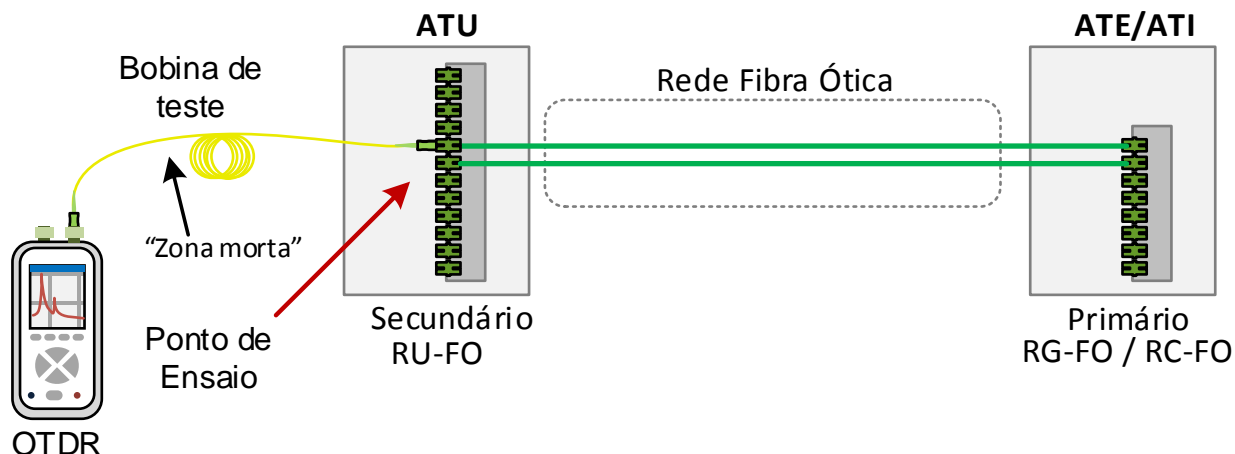 ATU
ATE/ATI
Bobina de
teste
Rede Fibra Ótica
“Zona morta”
Ponto de
Ensaio
Secundário
RU-FO
Primário
RG-FO / RC-FO
OTDR